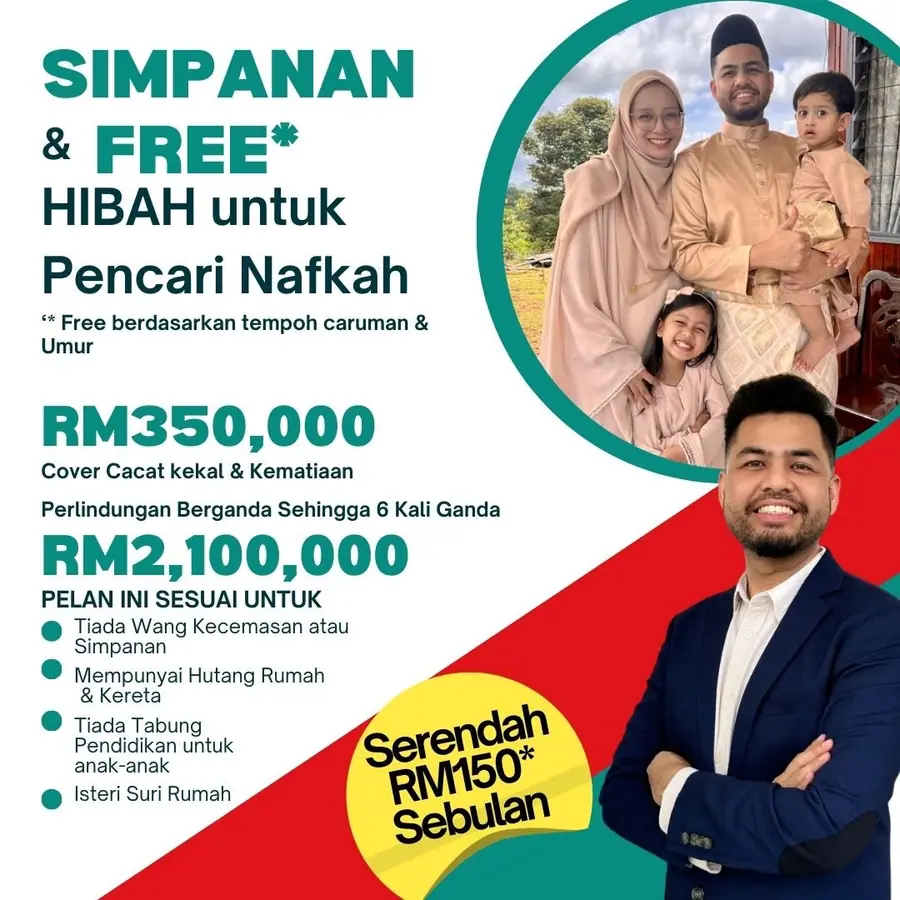 SIMPANAN
& FREE*
HIBAH untuk
Pencari Nafkah
‘* Free berdasarkan tempoh caruman &
Umur
RM350,000
Cover Cacat kekal & Kematiaan
Perlindungan Berganda Sehingga 6 Kali Ganda
RM2,100,000
PELAN INI SESUAI UNTUK
Tiada Wang Kecemasan atau
Simpanan
Mempunyai Hutang Rumah
& Kereta
Tiada Tabung
Pendidikan untuk
anak-anak
Isteri Suri Rumah
Serendah
RM150*
Sebulan